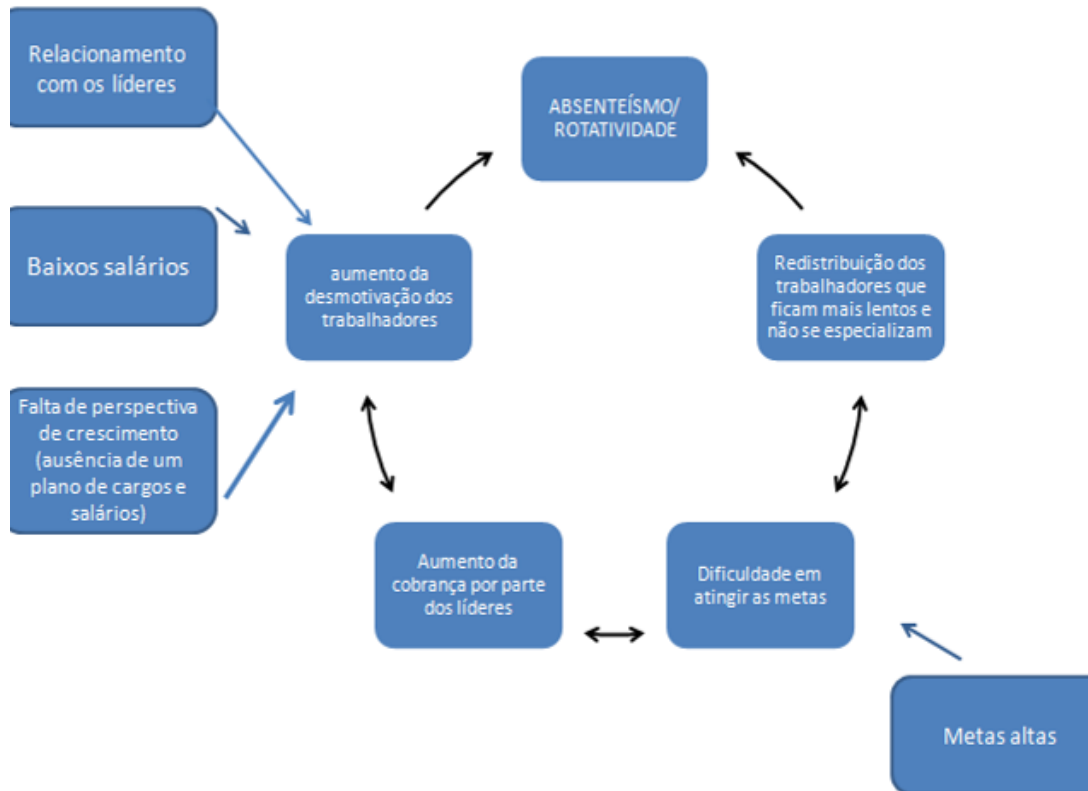 Relacionamento
com os líderes
ABSENTEÍSMO/
ROTATIVIDADE
Baixos salários
aumento da
desmotivação dos
trabalhadores
Redistribuição dos
trabalhadores que
ficam mais lentos e
não se especializam
Falta de perspectiva
de crescimento
(ausência de um
plano de cargos e
salários)
Aumento da
cobrança por parte
dos líderes
Dificuldade em
atingir as metas
Metas altas